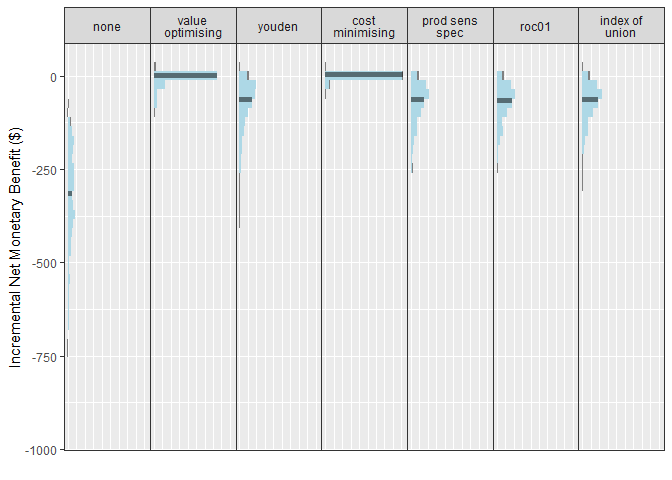 none
value
optimising
youden
cost
minimising
prod sens
spec
roc01
index of
union
Incremental Net Monetary Benefit ($)
0
-250
-500
-750
-1000